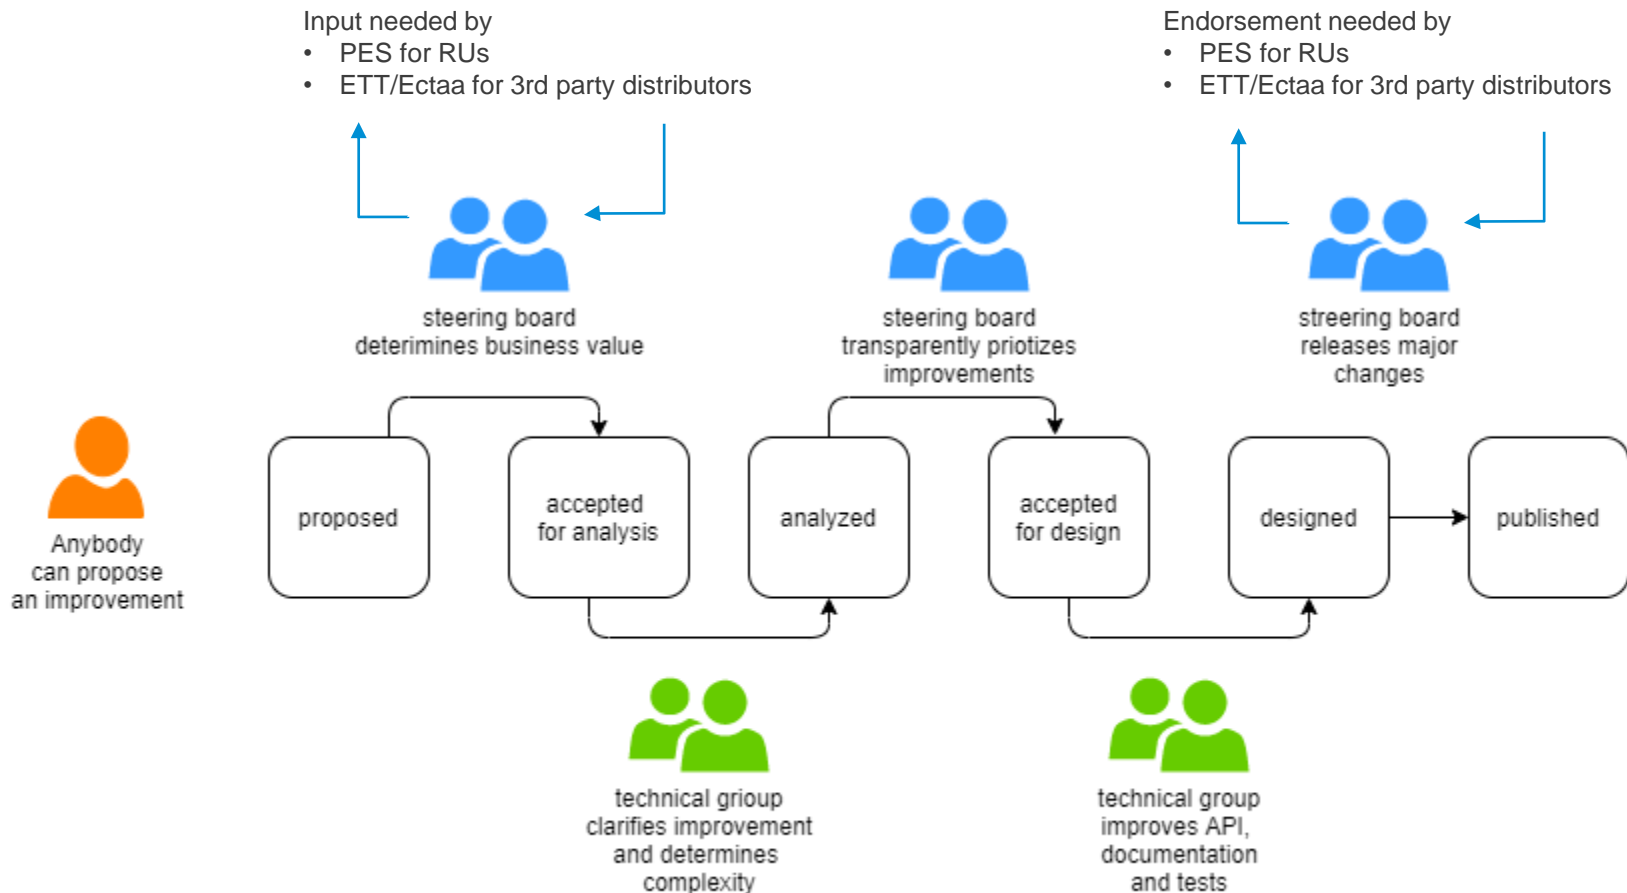 Input needed by
• PES for RUs
• ETT/Ectaa for 3rd party distributors
Endorsement needed by
• PES for RUs
• ETT/Ectaa for 3rd party distributors
steering board
deterimines business value
steering board
transparently priotizes
improvements
streering board
releases major
changes
Anybody
can propose
an improvement
proposed
accepted
for analysis
analyzed
accepted
for design
designed
published
technical grioup
clarifies improvement
and determines
complexity
technical group
improves API,
documentation
and tests